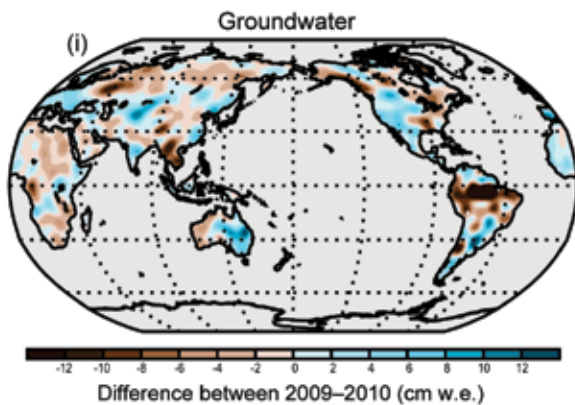 Groundwater
(i)
-12 -10 -8 -6 -4 -2 0 2 4 6 8 10 12
Difference between 2009–2010 (cm w.e.)